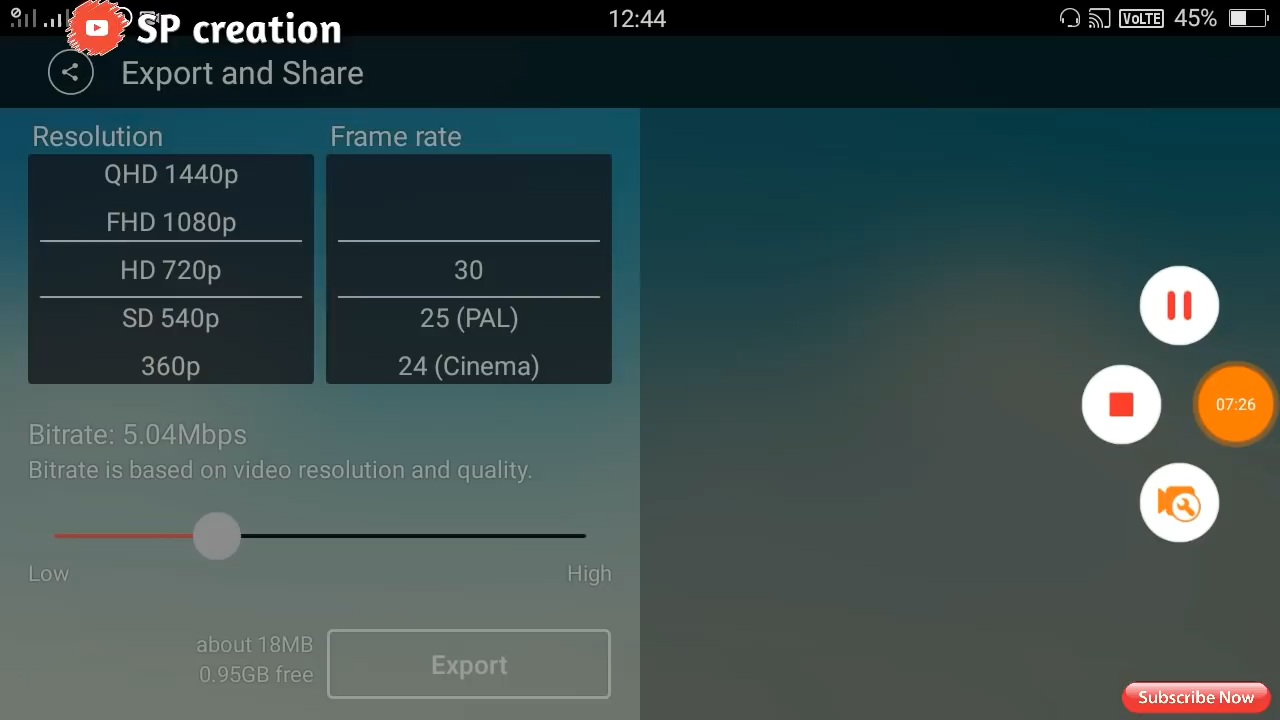 SP creation
12:44
VoLTE
45%
Export and Share
Resolution
Frame rate
QHD 1440p
FHD 1080p
HD 720p
SD 540p
360p
30
25 (PAL)
24 (Cinema)
Bitrate: 5.04Mbps
Bitrate is based on video resolution and quality.
Low
High
about 18MB
0.95GB free
Export
07:26
Subscribe Now